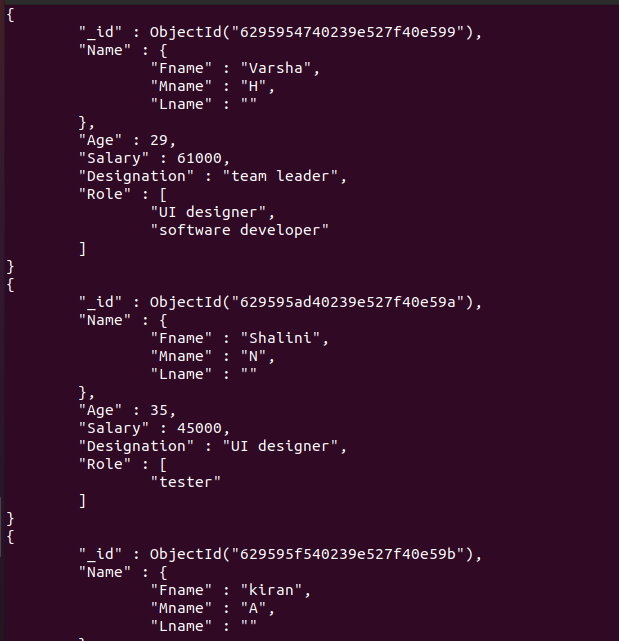 {
"_id" : ObjectId("6295954740239e527f40e599"),
"Name" : {
"Fname" : "Varsha",
"Mname" : "H",
"Lname" : ""
},
"Age" : 29,
"Salary" : 61000,
"Designation" : "team leader",
"Role" : [
"UI designer",
"software developer"
]
}
{
"_id" : ObjectId("629595ad40239e527f40e59a"),
"Name" : {
"Fname" : "Shalini",
"Mname" : "N",
"Lname" : ""
},
"Age" : 35,
"Salary" : 45000,
"Designation" : "UI designer",
"Role" : [
"tester"
]
}
{
"_id" : ObjectId("629595f540239e527f40e59b"),
"Name" : {
"Fname" : "kiran",
"Mname" : "A",
"Lname" : ""